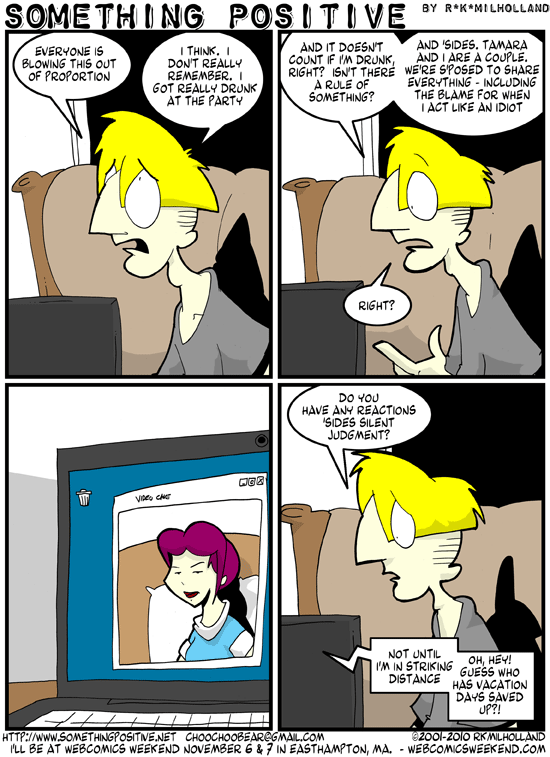 SOMETHING POSITIVE
BY R*K*MILHOLLAND
EVERYONE IS
BLOWING THIS OUT
OF PROPORTION
I THINK. I
DON'T REALLY
REMEMBER. I
GOT REALLY DRUNK
AT THE PARTY
AND IT DOESN'T
COUNT IF I'M DRUNK,
RIGHT? ISN'T THERE
A RULE OF
SOMETHING?
AND 'SIDES. TAMARA
AND I ARE A COUPLE.
WE'RE S'POSED TO SHARE
EVERYTHING - INCLUDING
THE BLAME FOR WHEN
I ACT LIKE AN IDIOT
RIGHT?
VIDEO CHAT
DO YOU
HAVE ANY REACTIONS
'SIDES SILENT
JUDGMENT?
NOT UNTIL
I'M IN STRIKING
DISTANCE
OH, HEY!
GUESS WHO
HAS VACATION
DAYS SAVED
UP?!
HTTP://WWW.SOMETHINGPOSITIVE.NET CHOOCHOOBEAR@GMAIL.COM ©2001-2010 RKMILHOLLAND
I'LL BE AT WEBCOMICS WEEKEND NOVEMBER 6 & 7 IN EASTHAMPTON, MA. - WEBCOMICSWEEKEND.COM